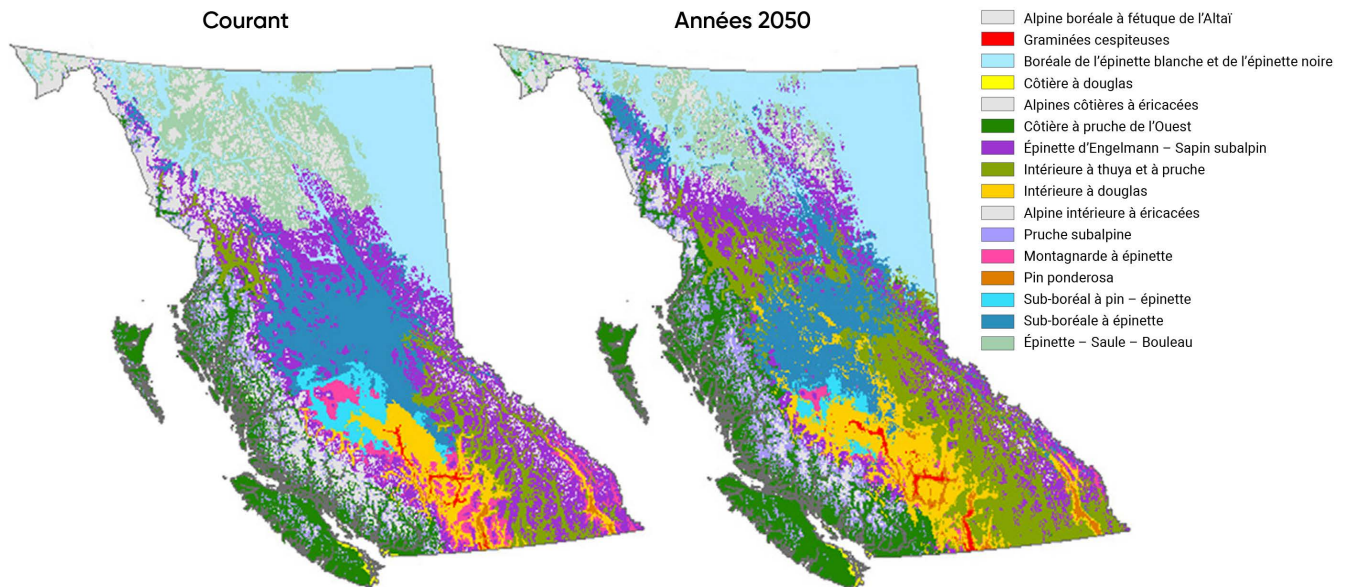 Courant
Années 2050
Alpine boréale à fétuque de l'Altaï
Graminées cespiteuses
Boréale de l'épinette blanche et de l'épinette noire
Côtière à douglas
Alpines côtières à éricacées
Côtière à pruche de l'Ouest
Épinette d'Engelmann – Sapin subalpin
Intérieure à thuya et à pruche
Intérieure à douglas
Alpine intérieure à éricacées
Pruche subalpine
Montagnarde à épinette
Pin ponderosa
Sub-boréal à pin – épinette
Sub-boréale à épinette
Épinette – Saule – Bouleau